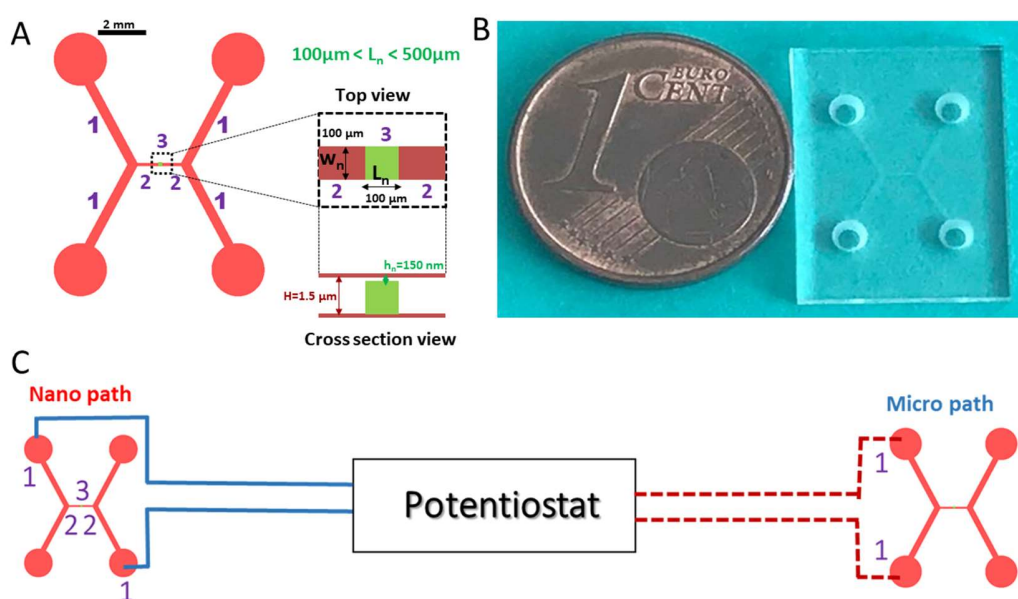 A
2 mm
100µm < Ln < 500µm
Top view
1
1
3
2
2
1
1
100 µm
3
Wn
Ln
2
100 µm
2
hn=150 nm
H=1.5 µm
Cross section view
B
1
EURO
CENT
C
Nano path
1
3
2
2
1
Potentiostat
Micro path
1
1